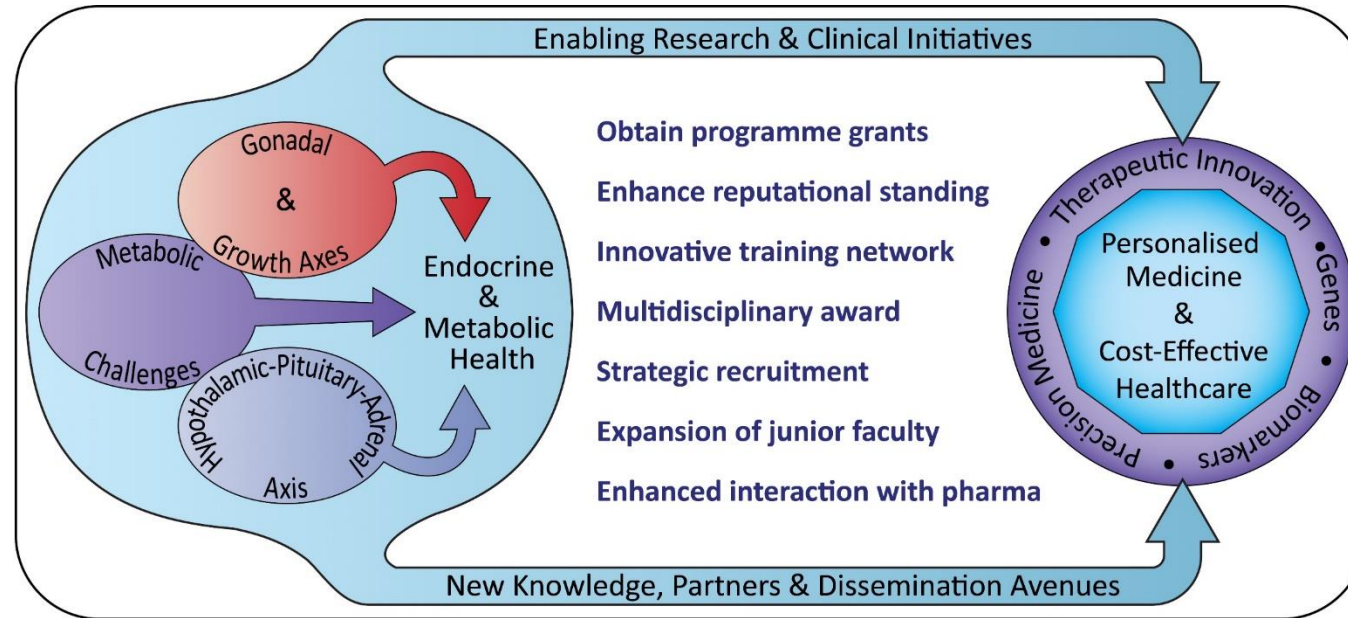 Enabling Research & Clinical Initiatives
Gonadal
&
Growth Axes
Metabolic
Challenges
Hypothalamic-Pituitary-Adrenal
Axis
Endocrine
&
Metabolic
Health
Obtain programme grants
Enhance reputational standing
Innovative training network
Multidisciplinary award
Strategic recruitment
Expansion of junior faculty
Enhanced interaction with pharma
• Therapeutic Innovation • Genes • Biomarkers • Precision Medicine
Personalised
Medicine
&
Cost-Effective
Healthcare
New Knowledge, Partners & Dissemination Avenues